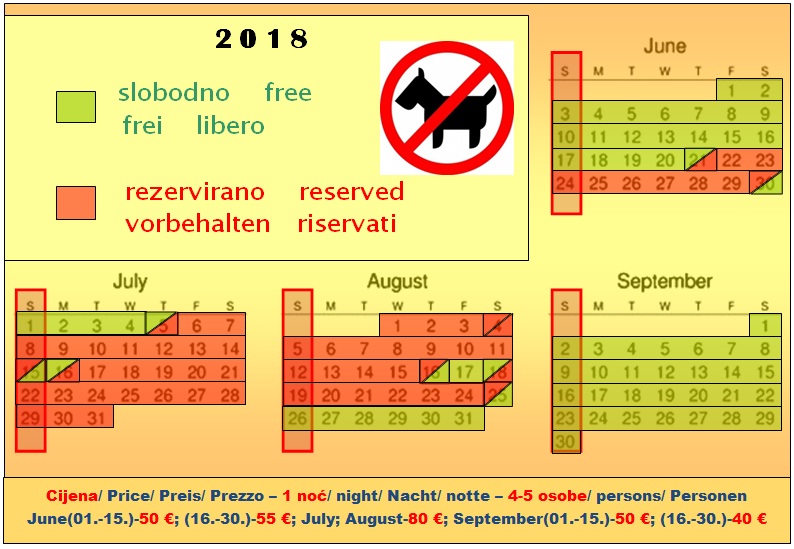 2018
slobodno free
frei libero
rezervirano reserved
vorbehalten riservati
June
S M T W T F S
1 2
3 4 5 6 7 8 9
10 11 12 13 14 15 16
17 18 19 20 21 22 23
24 25 26 27 28 29 30
July
S M T W T F S
1 2 3 4 5 6 7
8 9 10 11 12 13 14
15 16 17 18 19 20 21
22 23 24 25 26 27 28
29 30 31
August
S M T W T F S
1 2 3 4
5 6 7 8 9 10 11
12 13 14 15 16 17 18
19 20 21 22 23 24 25
26 27 28 29 30 31
September
S M T W T F S
1
2 3 4 5 6 7 8
9 10 11 12 13 14 15
16 17 18 19 20 21 22
23 24 25 26 27 28 29
30
Cijena/ Price/ Preis/ Prezzo – 1 noć/ night/ Nacht/ notte – 4-5 osobe/ persons/ Personen
June(01.-15.)-50 €; (16.-30.)-55 €; July; August-80 €; September(01.-15.)-50 €; (16.-30.)-40 €